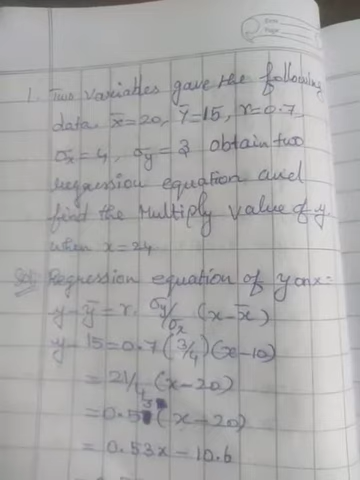 1. Two variables gave the following
data x̄=20, ȳ=15, r=0.7,
σx=4, σy=3 obtain two
regression equation and
find the Multiply value of y
when x=24
Sol Regression equation of y on x:
y-ȳ=r. σy/σx (x-x̄)
y-15=0.7(3/4)(x-10)
= 21/4 (x-20)
(x-20)
= 0.53x-10.6